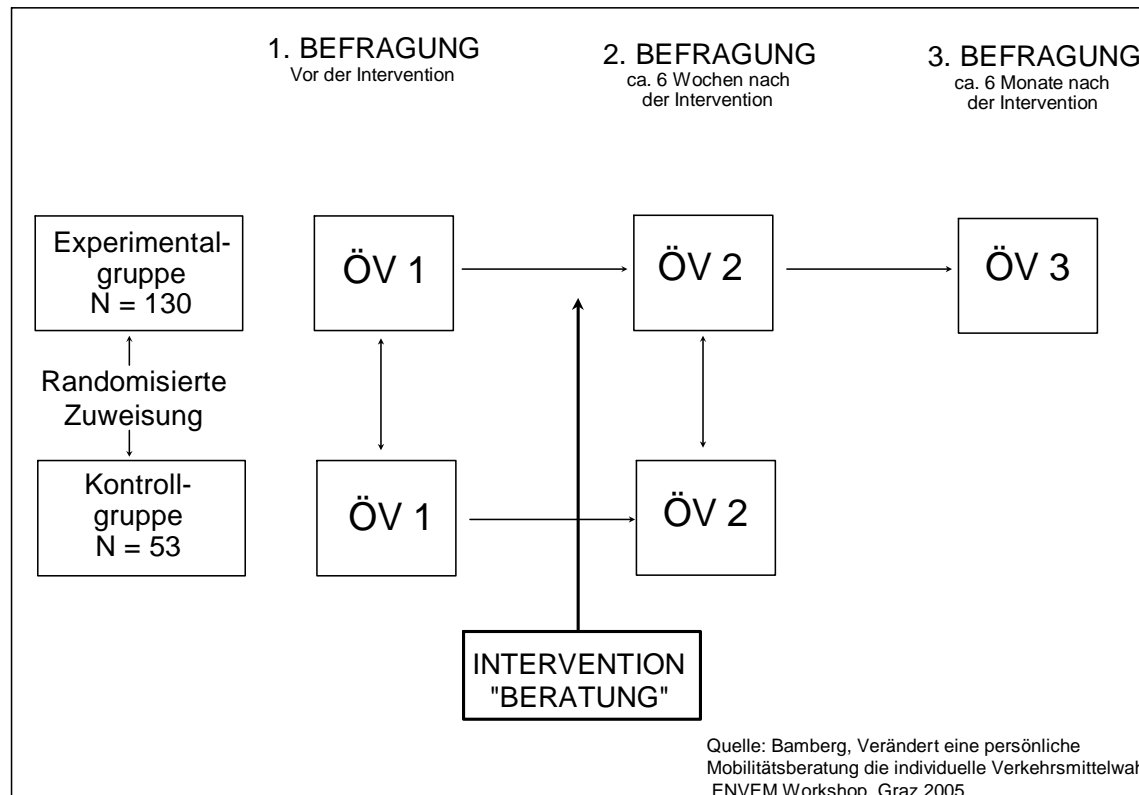 1. BEFRAGUNG
Vor der Intervention
2. BEFRAGUNG
ca. 6 Wochen nach
der Intervention
3. BEFRAGUNG
ca. 6 Monate nach
der Intervention
Experimental-
gruppe
N = 130
ÖV 1
ÖV 2
ÖV 3
Randomisierte
Zuweisung
Kontroll-
gruppe
N = 53
ÖV 1
ÖV 2
INTERVENTION
"BERATUNG"
Quelle: Bamberg, Verändert eine persönliche
Mobilitätsberatung die individuelle Verkehrsmittelwah
ENVEM Workshop, Graz 2005